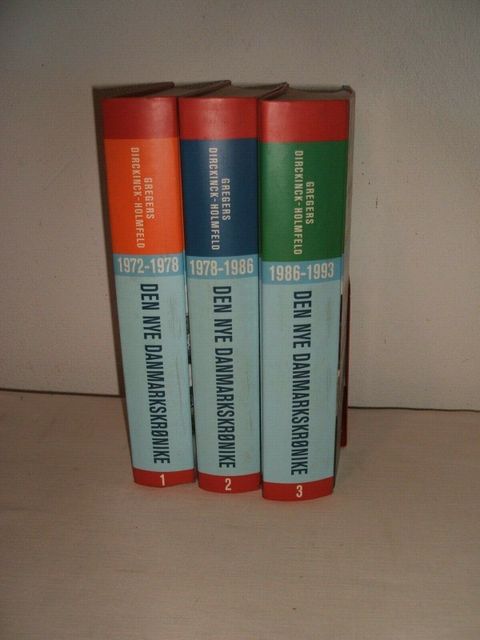 GREGERS
DIRCKINCK-HOLMFELD
1972-1978
DEN NYE DANMARKSKRØNIKE
1
GREGERS
DIRCKINCK-HOLMFELD
1978-1986
DEN NYE DANMARKSKRØNIKE
2
GREGERS
DIRCKINCK-HOLMFELD
1986-1993
DEN NYE DANMARKSKRØNIKE
3